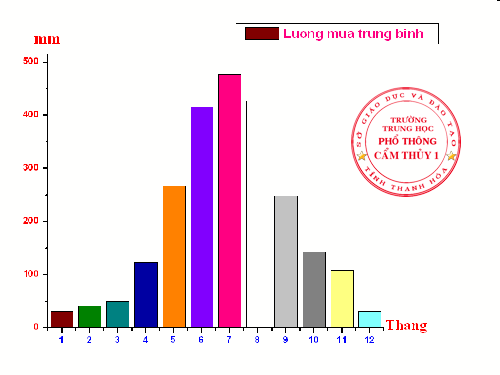 Luong mua trung binh
mm
500
400
300
200
100
0
1 2 3 4 5 6 7 8 9 10 11 12
Thang
SỞ GIÁO DỤC VÀ ĐÀO TẠO
TRƯỜNG
TRUNG HỌC
PHỔ THÔNG
CẨM THỦY 1
TỈNH THANH HÓA